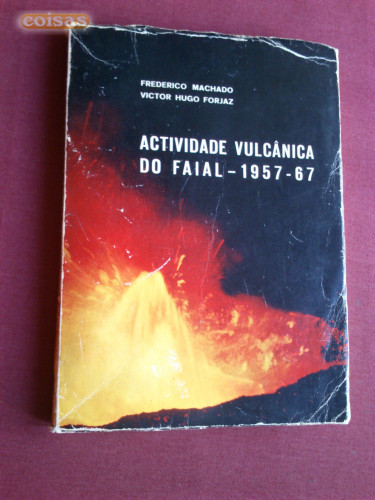 coisas
FREDERICO MACHADO
VICTOR HUGO FORJAZ
ACTIVIDADE VULCÂNICA
DO FAIAL – 1957-67